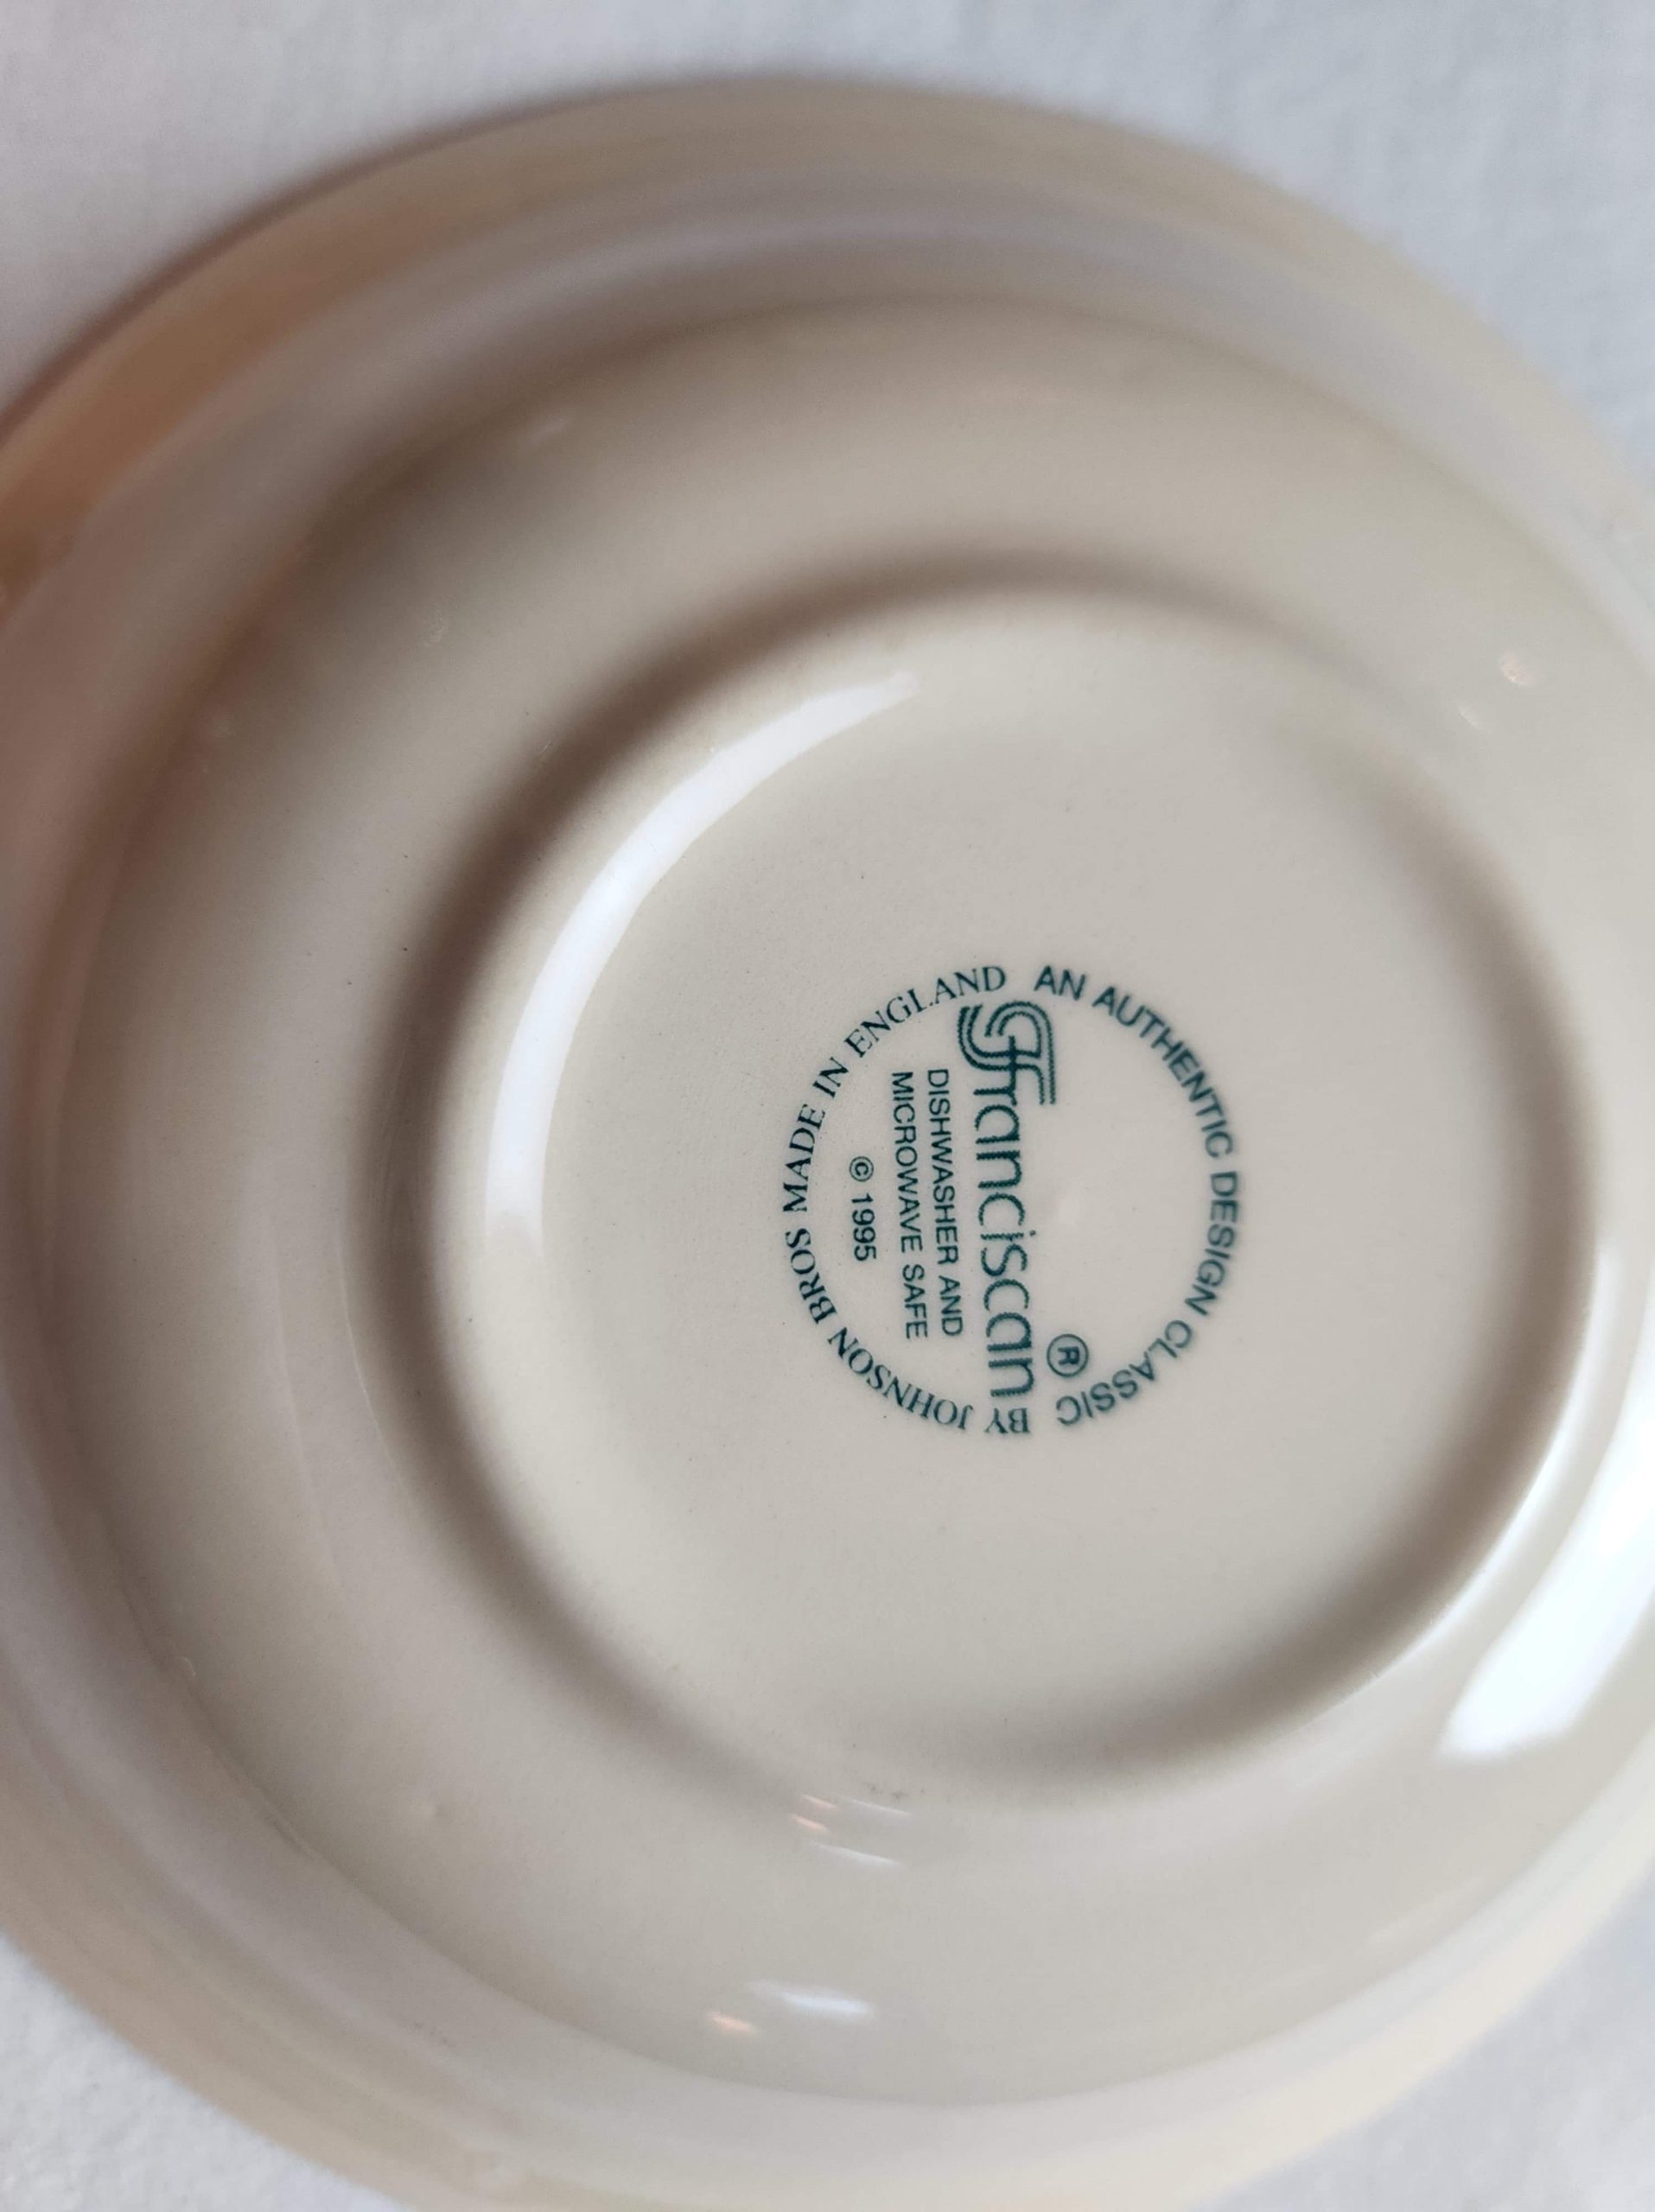 AN AUTHENTIC DESIGN CLASSIC
Franciscan®
DISHWASHER AND
MICROWAVE SAFE
© 1995
BY JOHNSON BROS MADE IN ENGLAND